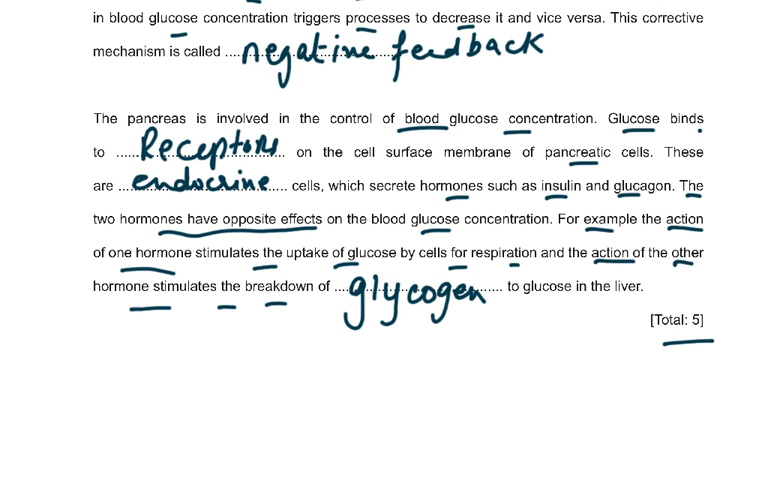 in blood glucose concentration triggers processes to decrease it and vice versa. This corrective
mechanism is called .... negative feedback
The pancreas is involved in the control of blood glucose concentration. Glucose binds
to ...... Receptors ... on the cell surface membrane of pancreatic cells. These
are ... endocrine ..... cells, which secrete hormones such as insulin and glucagon. The
two hormones have opposite effects on the blood glucose concentration. For example the action
of one hormone stimulates the uptake of glucose by cells for respiration and the action of the other
hormone stimulates the breakdown of .... glycogen ..... to glucose in the liver.
[Total: 5]